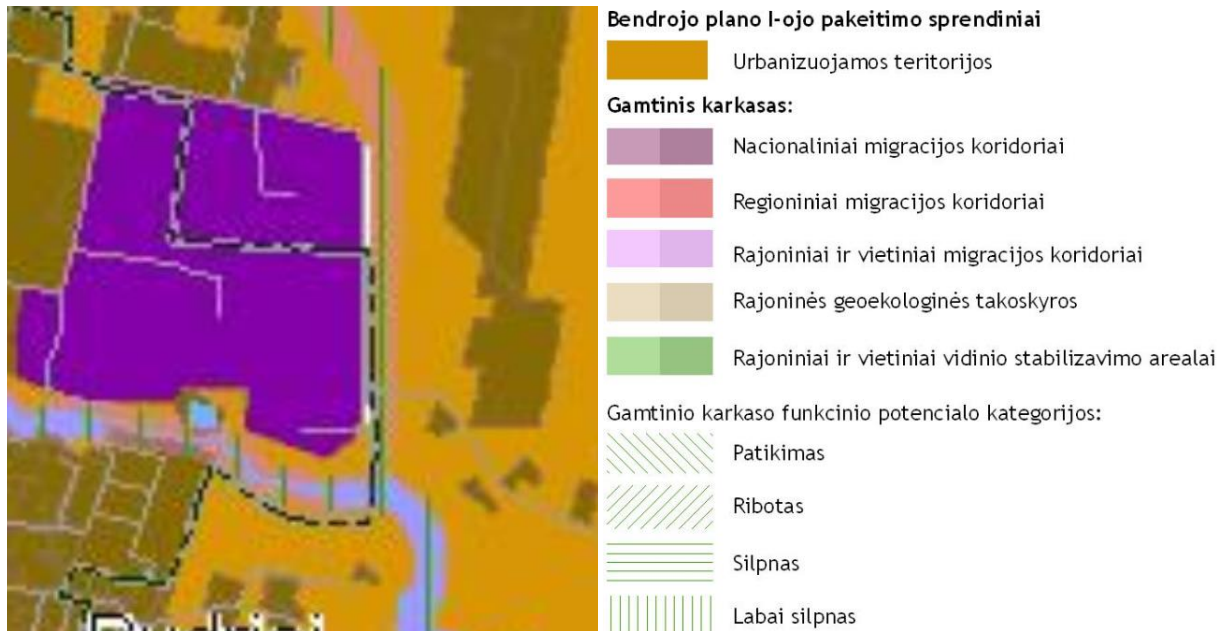 Bendrojo plano I-ojo pakeitimo sprendiniai
Urbanizuojamos teritorijos
Gamtinis karkasas:
Nacionaliniai migracijos koridoriai
Regioniniai migracijos koridoriai
Rajoniniai ir vietiniai migracijos koridoriai
Rajoninės geoekologinės takoskyros
Rajoniniai ir vietiniai vidinio stabilizavimo arealai
Gamtinio karkaso funkcinio potencialo kategorijos:
Patikimas
Ribotas
Silpnas
Labai silpnas